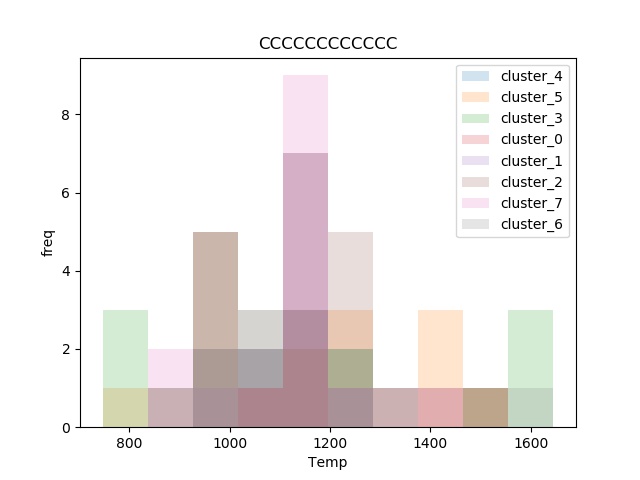 CCCCCCCCCCCC
cluster_4
cluster_5
cluster_3
cluster_0
cluster_1
cluster_2
cluster_7
cluster_6
freq
8
6
4
2
0
800 1000 1200 1400 1600
Temp